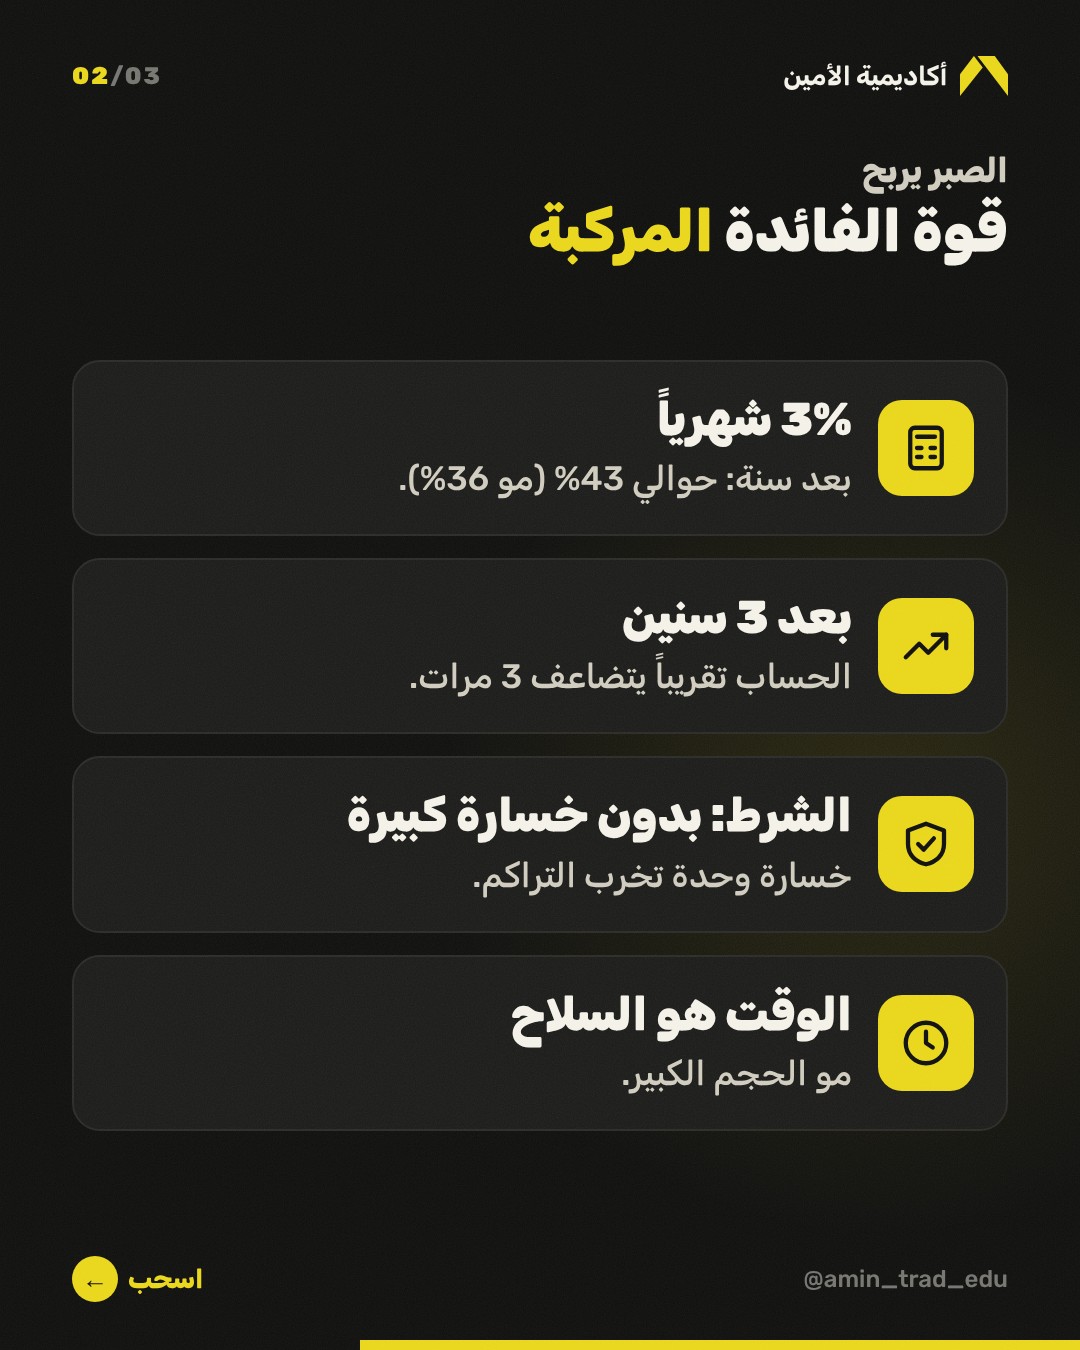 أكاديمية الأمين
02/03
الصبر يربح
قوة الفائدة المركبة
3% شهرياً
بعد سنة: حوالي 43% (مو 36%).
بعد 3 سنين
الحساب تقريباً يتضاعف 3 مرات.
الشرط: بدون خسارة كبيرة
خسارة وحدة تخرب التراكم.
الوقت هو السلاح
مو الحجم الكبير.
@amin_trad_edu
اسحب ←